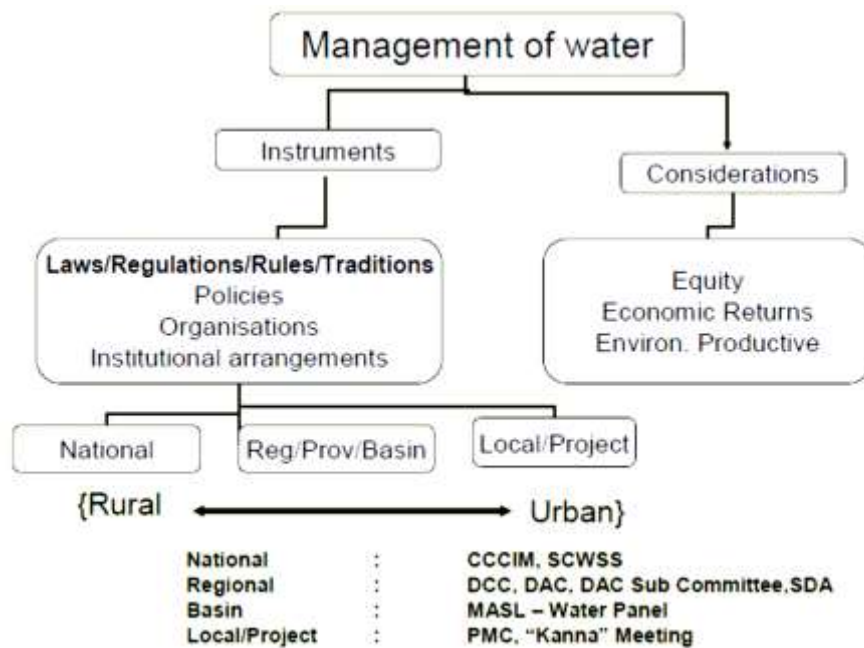 Management of water
Instruments
Considerations
Laws/Regulations/Rules/Traditions
Policies
Organisations
Institutional arrangements
Equity
Economic Returns
Environ. Productive
National
Reg/Prov/Basin
Local/Project
{Rural Urban}
National : CCCIM, SCWSS
Regional : DCC, DAC, DAC Sub Committee,SDA
Basin : MASL – Water Panel
Local/Project : PMC, “Kanna” Meeting